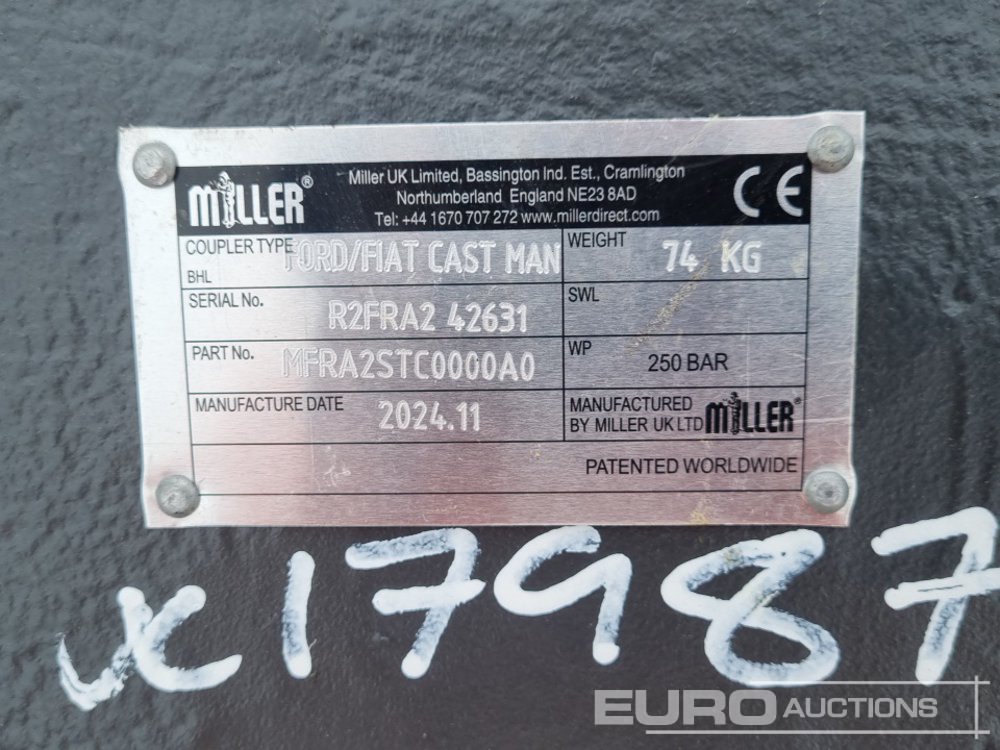 MILLER®
Miller UK Limited, Bassington Ind. Est., Cramlington
Northumberland England NE23 8AD
Tel: +44 1670 707 272 www.millerdirect.com
CE
COUPLER TYPE
BHL
FORD/FIAT CAST MAN
WEIGHT
74 KG
SERIAL No.
R2FRA2 42631
SWL
PART No.
MFRA2STC0000A0
WP
250 BAR
MANUFACTURE DATE
2024.11
MANUFACTURED
BY MILLER UK LTD
MILLER®
PATENTED WORLDWIDE
17987
EURO AUCTIONS